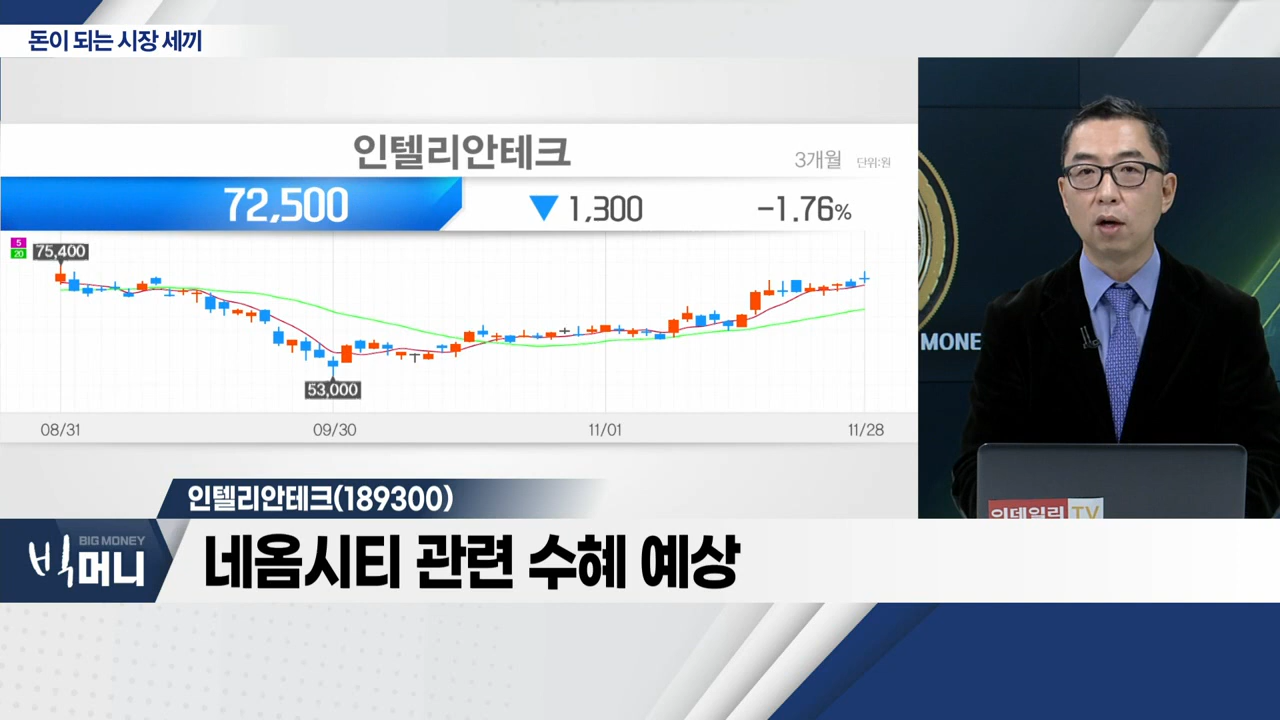 돈이 되는 시장 세끼
인텔리안테크
3개월 단위:원
72,500 ▼ 1,300 -1.76%
5
20
75,400
53,000
08/31 09/30 11/01 11/28
MONE
이데일리 TV
인텔리안테크(189300)
BIG MONEY
빅머니
네옴시티 관련 수혜 예상